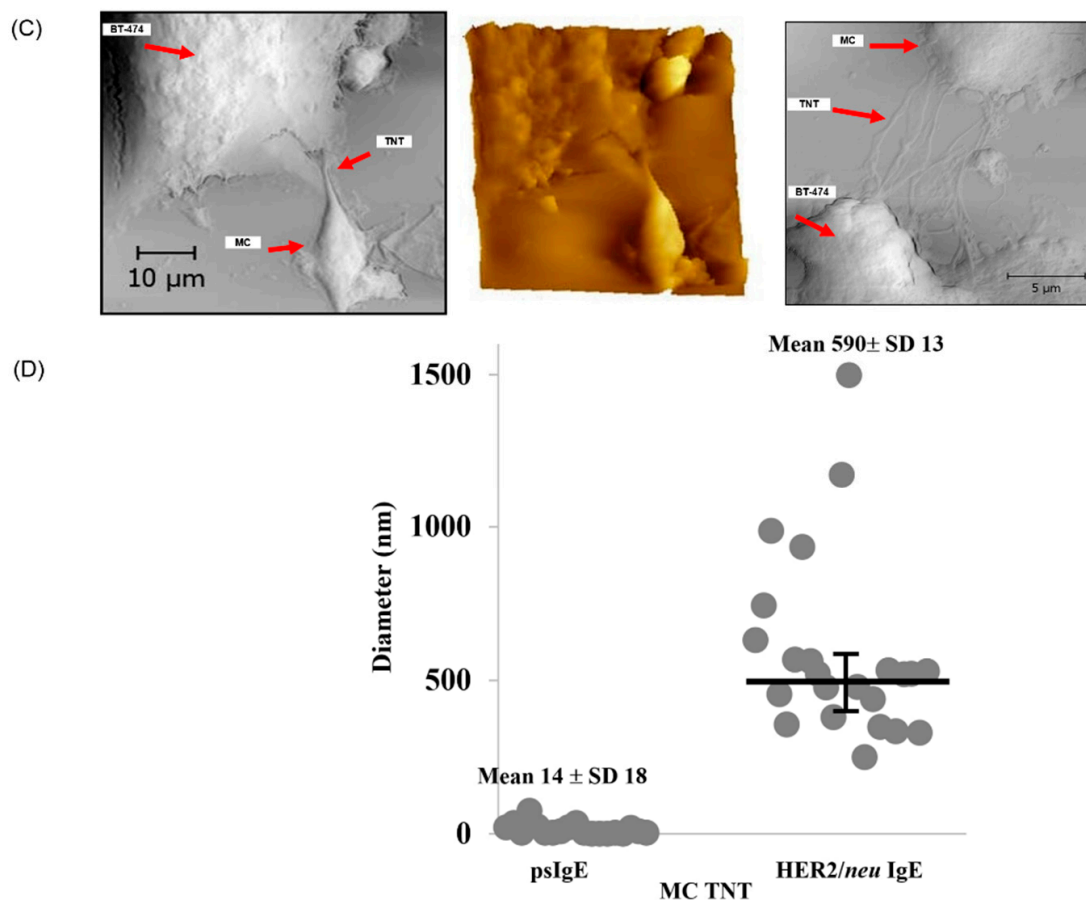 (C)
BT-474
TNT
MC
10 μm
MC
TNT
BT-474
5 μm
(D)
Mean 590± SD 13
1500
1000
500
0
Diameter (nm)
Mean 14 ± SD 18
psIgE
HER2/neu IgE
MC TNT